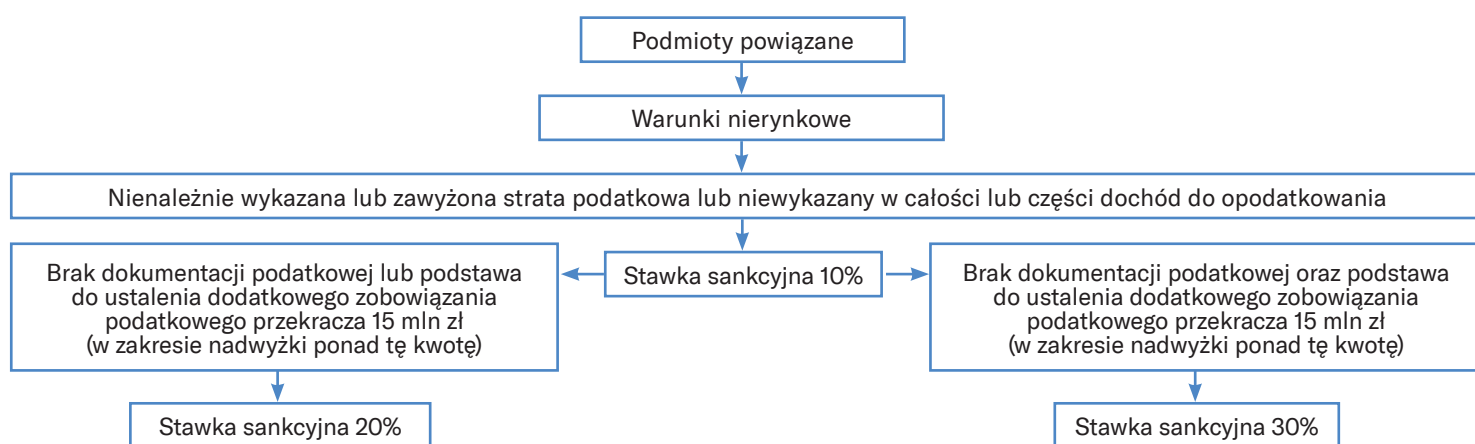 Podmioty powiązane
Warunki nierynkowe
Nienależnie wykazana lub zawyżona strata podatkowa lub niewykazany w całości lub części dochód do opodatkowania
Stawka sankcyjna 10%
Brak dokumentacji podatkowej lub podstawa
do ustalenia dodatkowego zobowiązania
podatkowego przekracza 15 mln zł
(w zakresie nadwyżki ponad tę kwotę)
Stawka sankcyjna 20%
Brak dokumentacji podatkowej oraz podstawa
do ustalenia dodatkowego zobowiązania
podatkowego przekracza 15 mln zł
(w zakresie nadwyżki ponad tę kwotę)
Stawka sankcyjna 30%